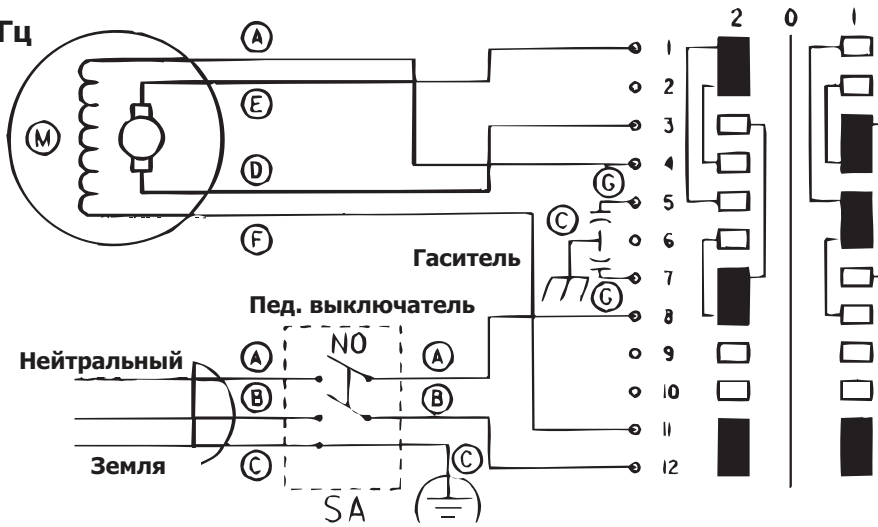 Гц
2 0 1
A
E
M
D
F
1
2
3
4
5
6
7
8
9
10
11
12
G
C
G
Гаситель
Пед. выключатель
NO
Нейтральный
A
A
B
B
Земля
C
C
SA